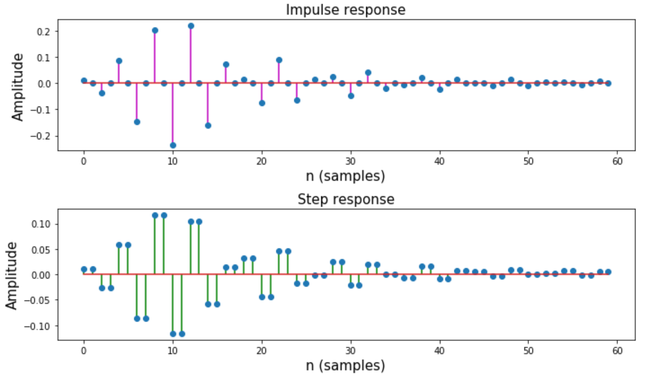 Impulse response
Amplitude
0.2
0.1
0.0
−0.1
−0.2
0 10 20 30 40 50 60
n (samples)
Step response
Amplitude
0.10
0.05
0.00
−0.05
−0.10
0 10 20 30 40 50 60
n (samples)